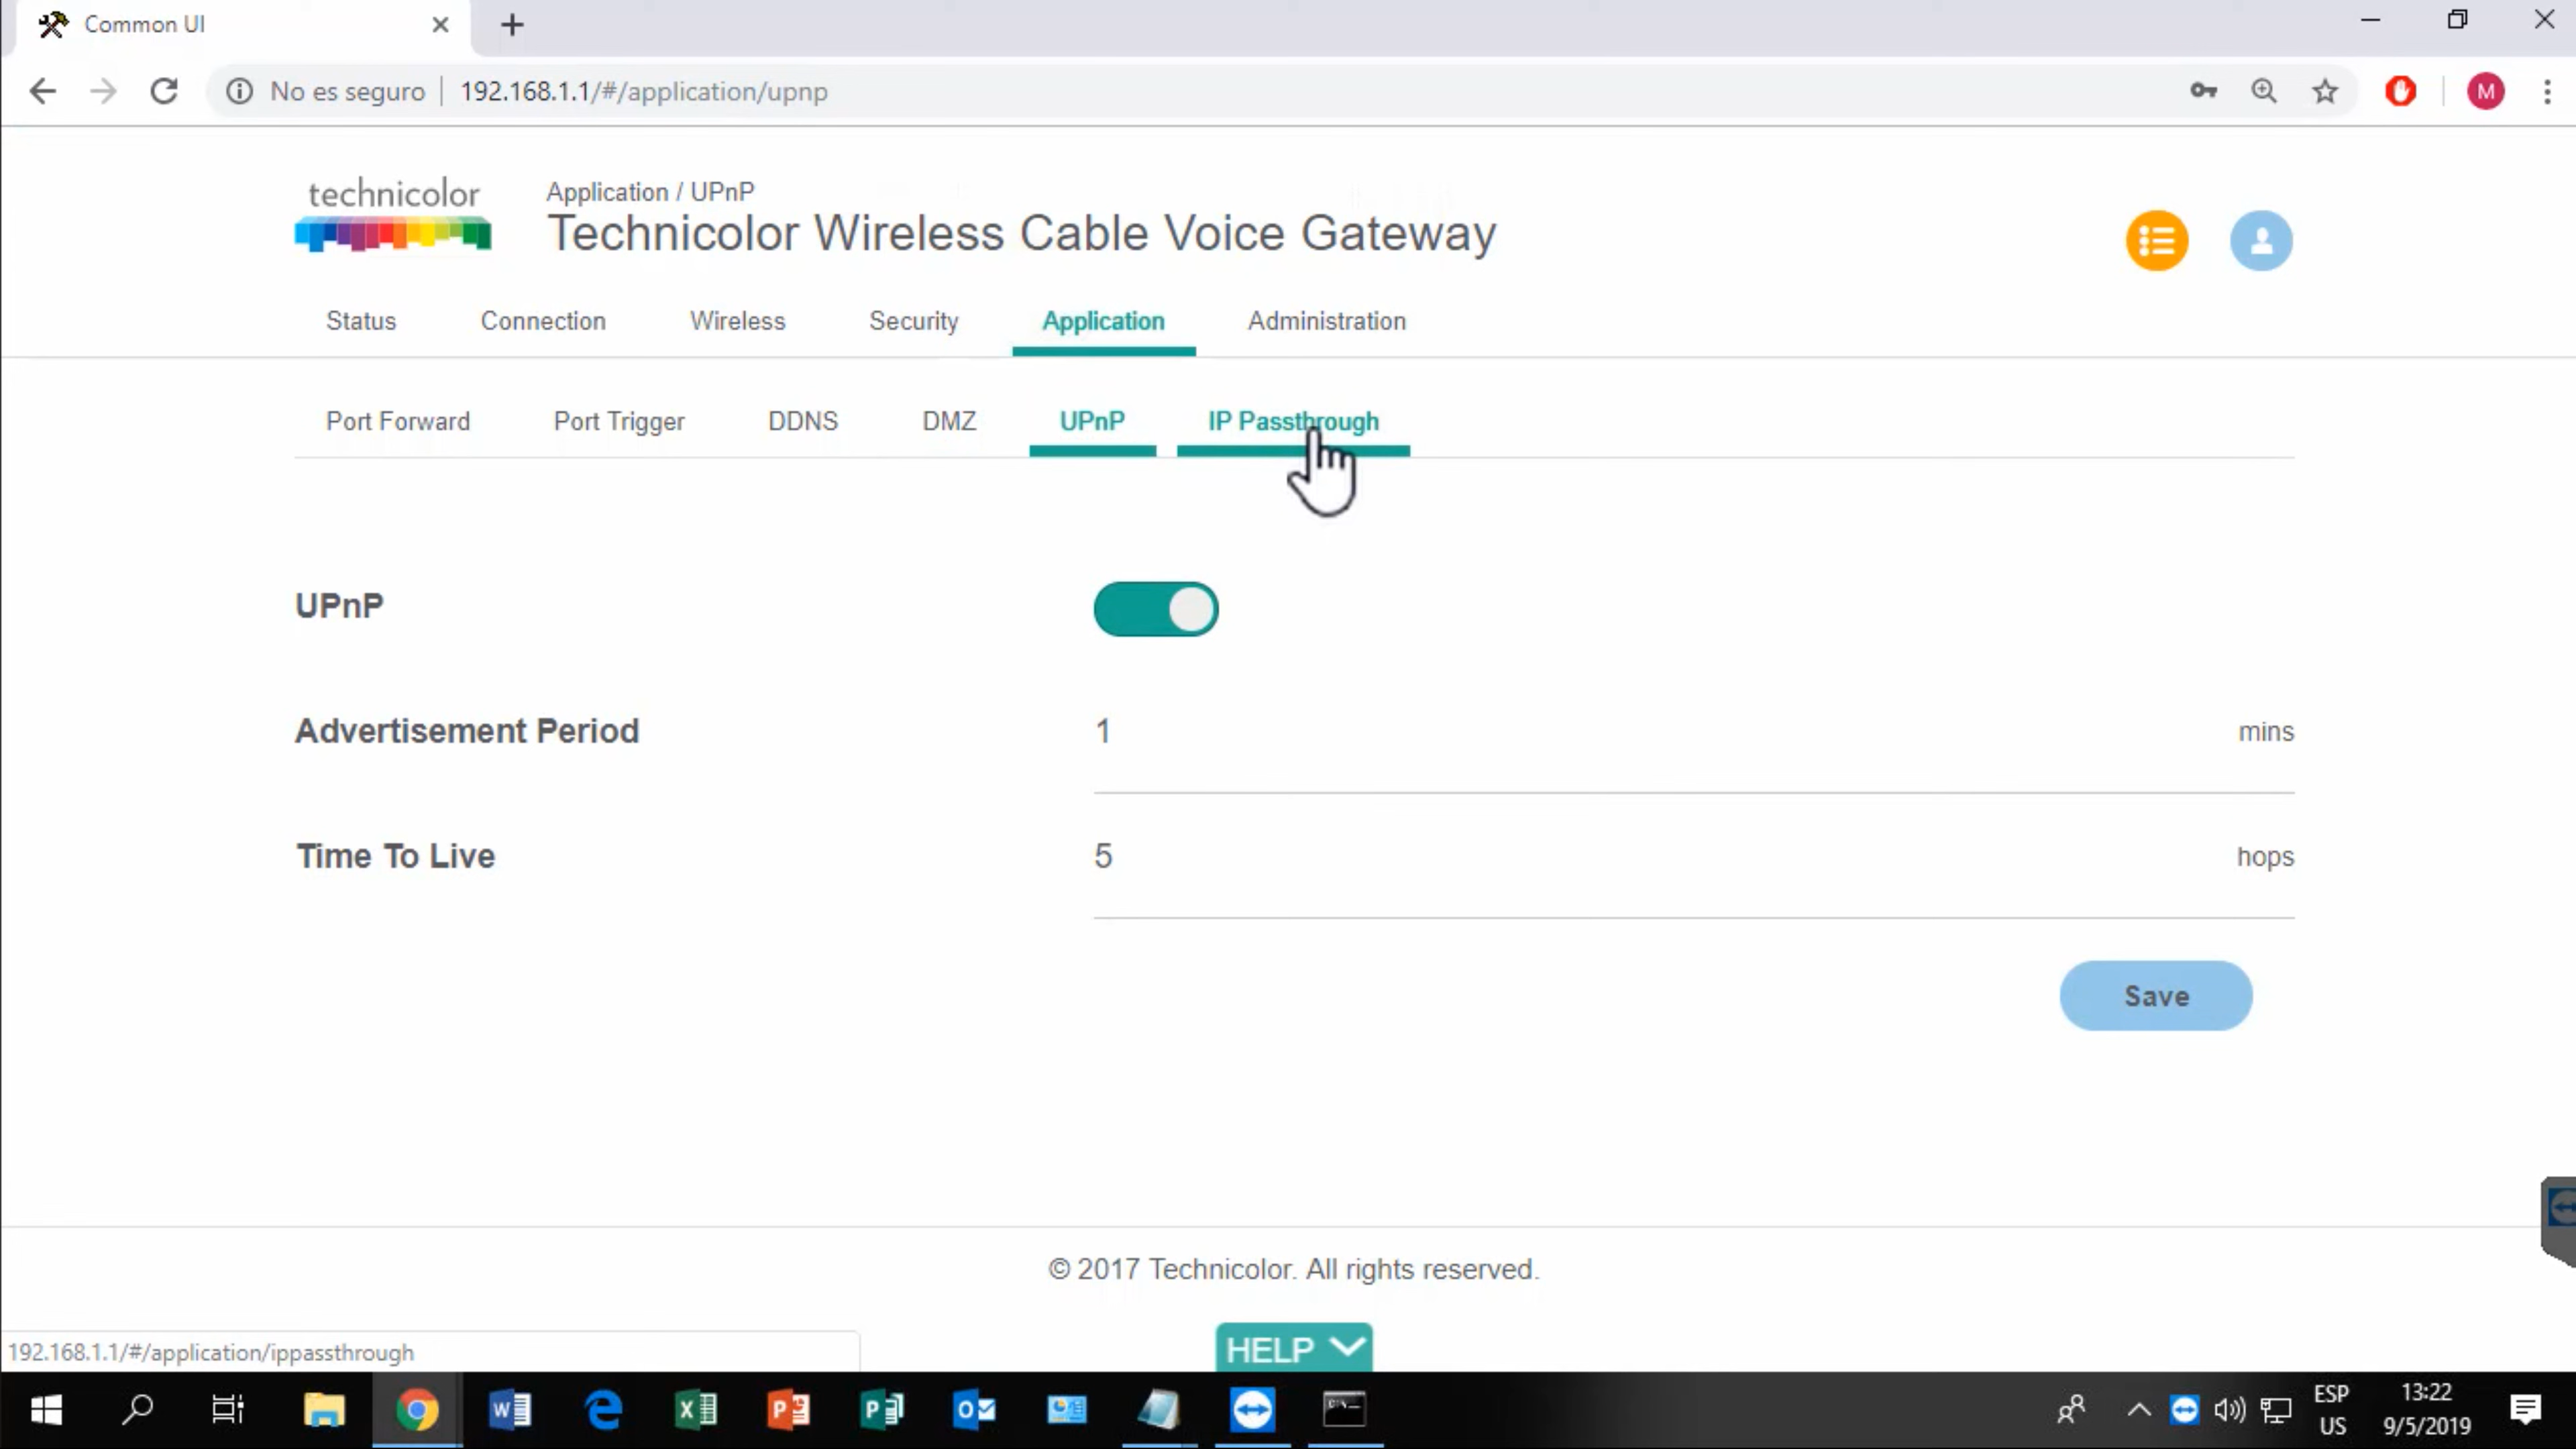 Common UI
No es seguro 192.168.1.1/#/application/upnp
M
technicolor
Application / UPnP
Technicolor Wireless Cable Voice Gateway
Status Connection Wireless Security Application Administration
Port Forward Port Trigger DDNS DMZ UPnP IP Passthrough
UPnP
Advertisement Period 1 mins
Time To Live 5 hops
Save
© 2017 Technicolor. All rights reserved.
HELP
192.168.1.1/#/application/ippassthrough
ESP 13:22
US 9/5/2019